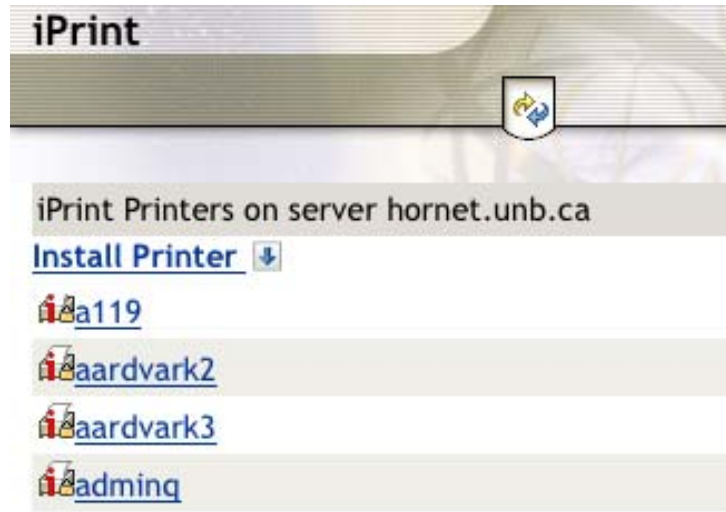 iPrint
iPrint Printers on server hornet.unb.ca
Install Printer
a119
aardvark2
aardvark3
adminq